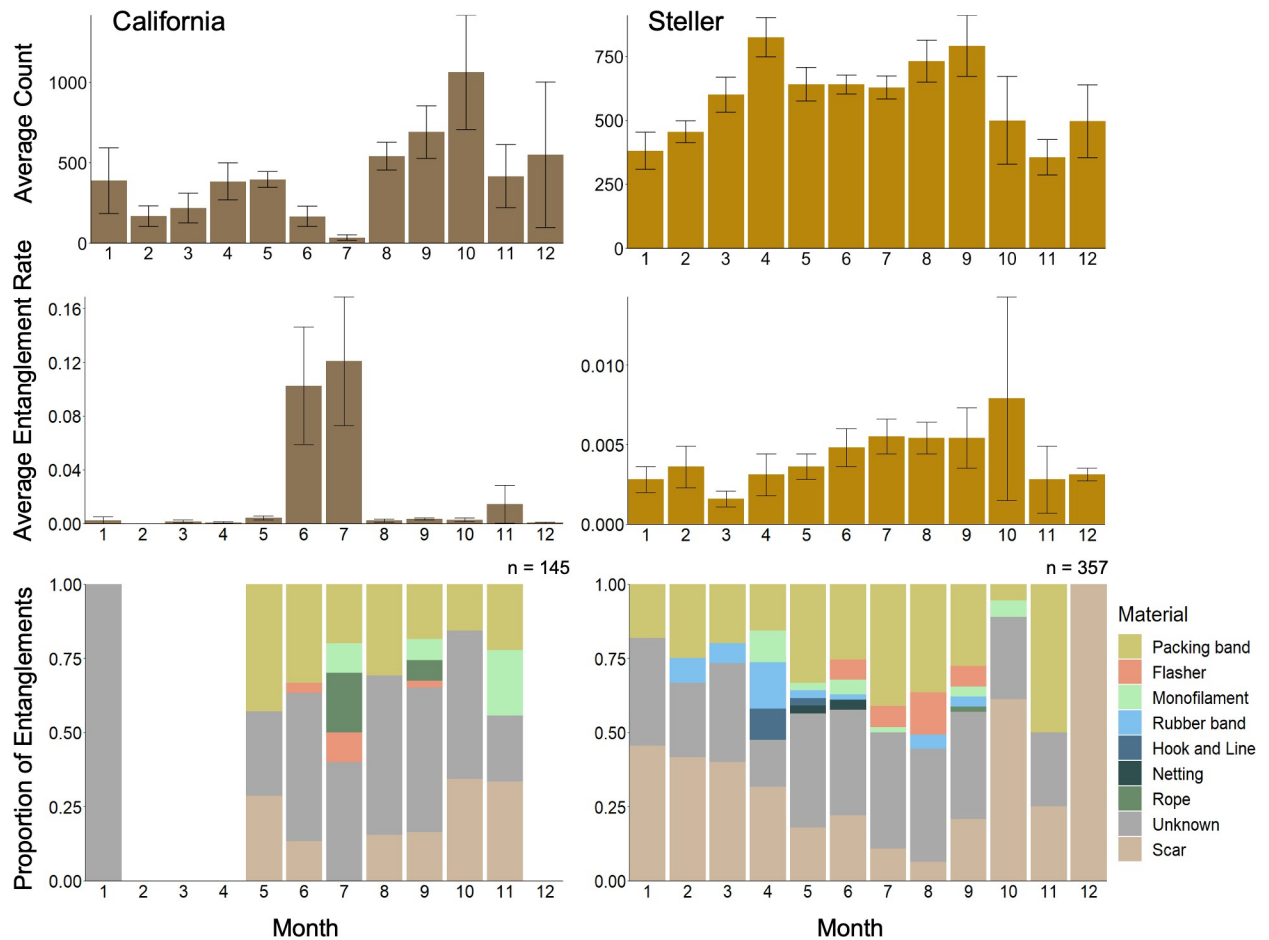 California
Steller
Average Count
1000
500
0
1 2 3 4 5 6 7 8 9 10 11 12
750
500
250
0
1 2 3 4 5 6 7 8 9 10 11 12
Average Entanglement Rate
0.16
0.12
0.08
0.04
0.00
1 2 3 4 5 6 7 8 9 10 11 12
0.010
0.005
0.000
1 2 3 4 5 6 7 8 9 10 11 12
Proportion of Entanglements
n = 145
1.00
0.75
0.50
0.25
0.00
1 2 3 4 5 6 7 8 9 10 11 12
Month
n = 357
1.00
0.75
0.50
0.25
0.00
1 2 3 4 5 6 7 8 9 10 11 12
Month
Material
Packing band
Flasher
Monofilament
Rubber band
Hook and Line
Netting
Rope
Unknown
Scar